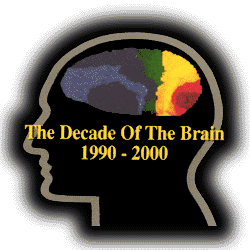 The Decade Of The Brain
1990 - 2000